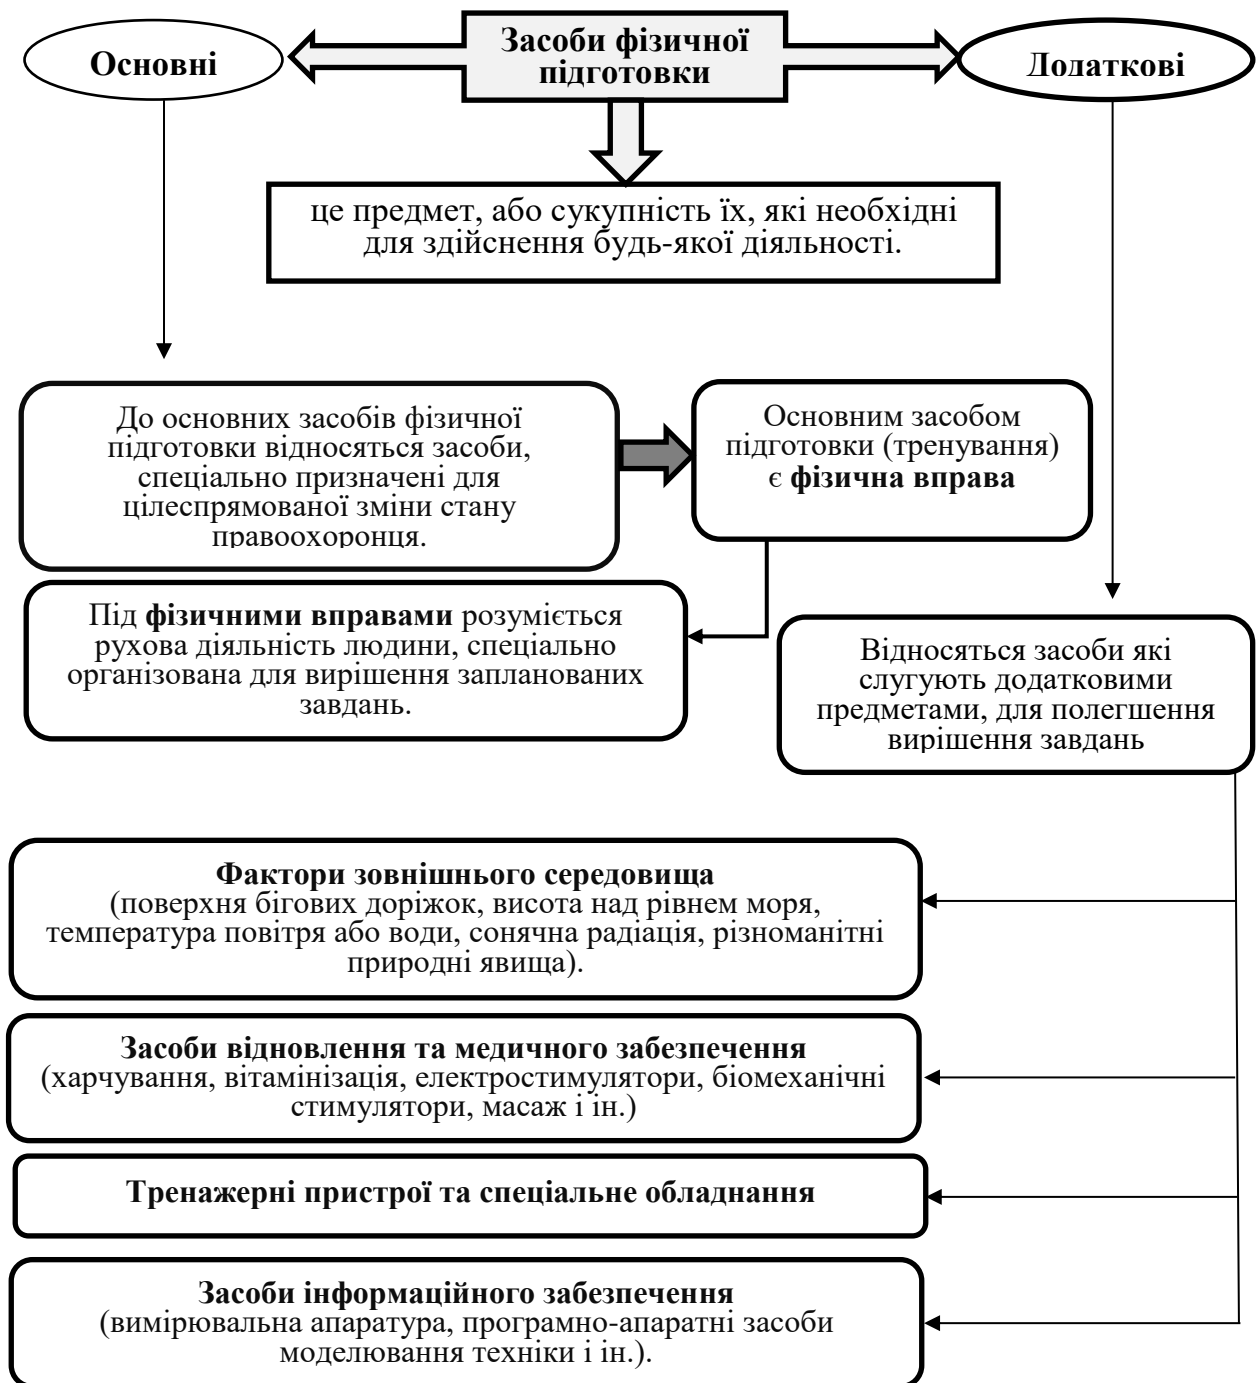 Основні
Засоби фізичної
підготовки
Додаткові
це предмет, або сукупність їх, які необхідні
для здійснення будь-якої діяльності.
До основних засобів фізичної
підготовки відносяться засоби,
спеціально призначені для
цілеспрямованої зміни стану
правоохоронця.
Основним засобом
підготовки (тренування)
є фізична вправа
Під фізичними вправами розуміється
рухова діяльність людини, спеціально
організована для вирішення запланованих
завдань.
Відносяться засоби які
слугують додатковими
предметами, для полегшення
вирішення завдань
Фактори зовнішнього середовища
(поверхня бігових доріжок, висота над рівнем моря,
температура повітря або води, сонячна радіація, різноманітні
природні явища).
Засоби відновлення та медичного забезпечення
(харчування, вітамінізація, електростимулятори, біомеханічні
стимулятори, масаж і ін.)
Тренажерні пристрої та спеціальне обладнання
Засоби інформаційного забезпечення
(вимірювальна апаратура, програмно-апаратні засоби
моделювання техніки і ін.).